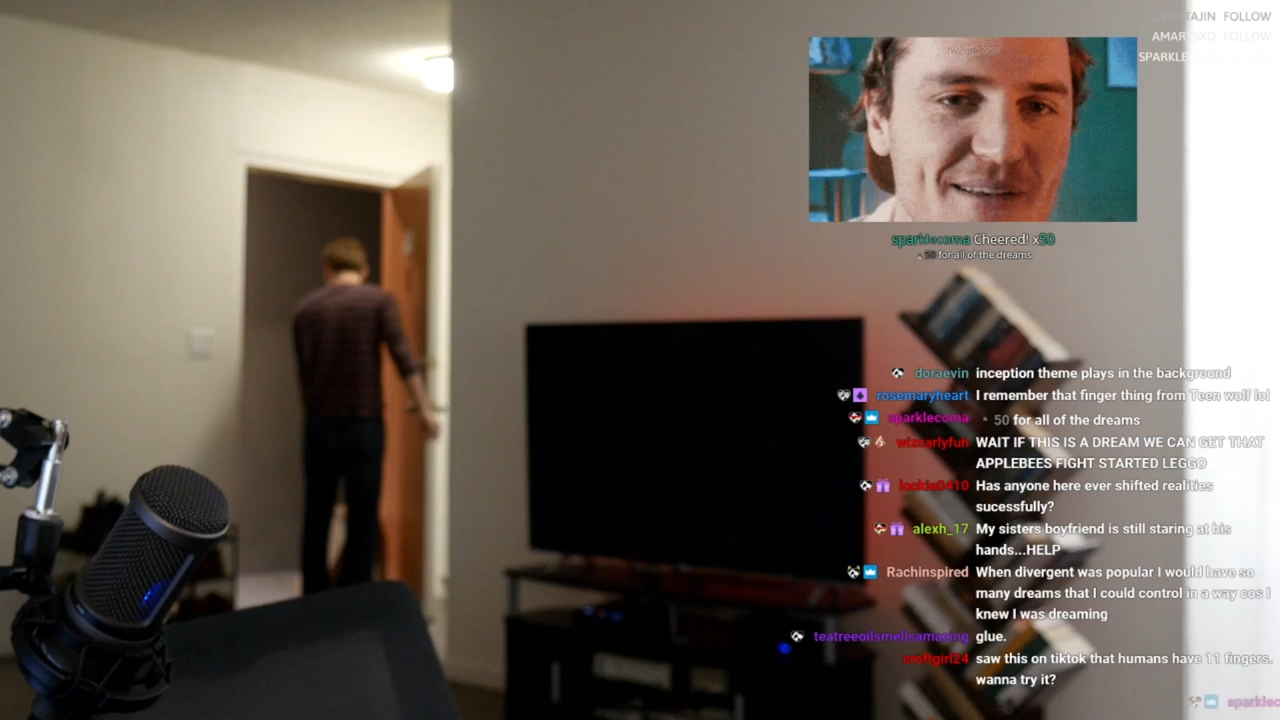 FOLLOW
FOLLOW
SPARKLE
sparklecoma Cheered! x50
50 for all of the dreams
doraevin inception theme plays in the background
rosemaryheart I remember that finger thing from Teen wolf lol
sparklecoma 50 for all of the dreams
WAIT IF THIS IS A DREAM WE CAN GET THAT
APPLEBEES FIGHT STARTED LEGGO
lockie0410 Has anyone here ever shifted realities
sucessfully?
alexh_17 My sisters boyfriend is still staring at his
hands...HELP
Rachinspired When divergent was popular I would have so
many dreams that I could control in a way cos I
knew I was dreaming
teatreeoilsmellsamazing glue.
croftgirl24 saw this on tiktok that humans have 11 fingers.
wanna try it?